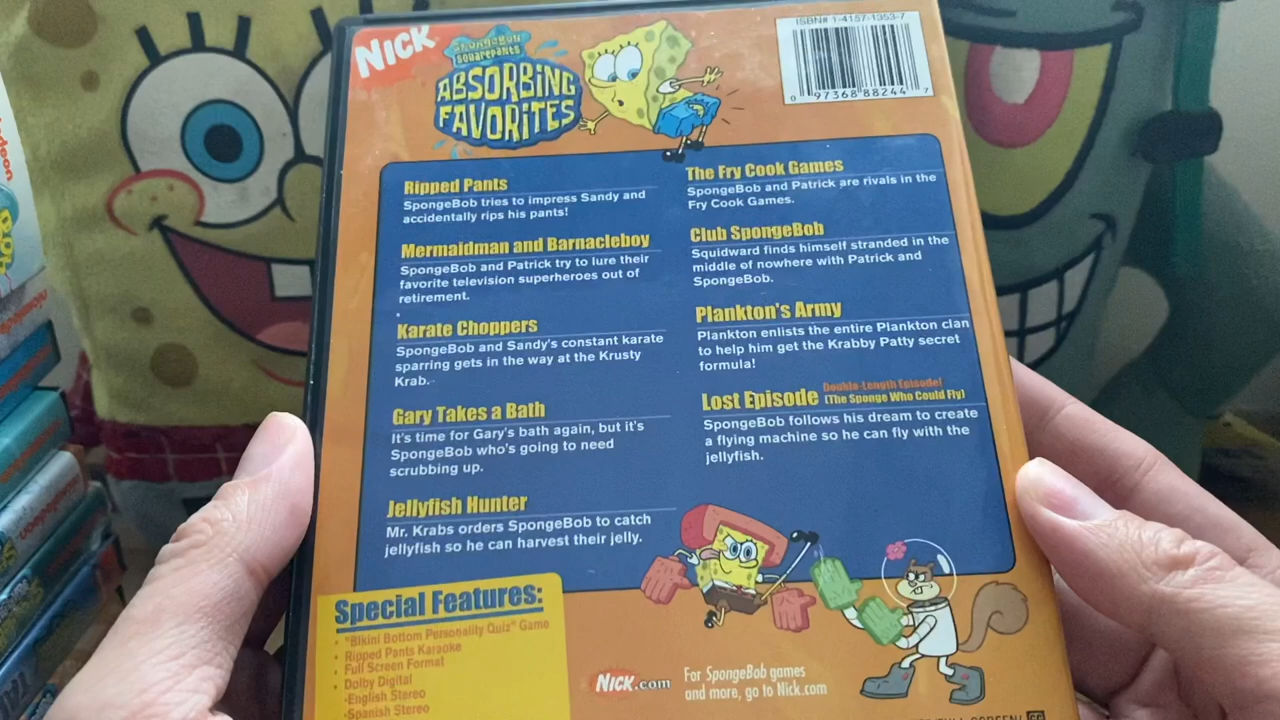 NICK
SpongeBob
SquarePants
ABSORBING
FAVORITES
ISBN# 1-4157-1353-7
0 97368 88244 7
Ripped Pants
SpongeBob tries to impress Sandy and
accidentally rips his pants!
Mermaidman and Barnacleboy
SpongeBob and Patrick try to lure their
favorite television superheroes out of
retirement.
Karate Choppers
SpongeBob and Sandy's constant karate
sparring gets in the way at the Krusty
Krab.
Gary Takes a Bath
It's time for Gary's bath again, but it's
SpongeBob who's going to need
scrubbing up.
Jellyfish Hunter
Mr. Krabs orders SpongeBob to catch
jellyfish so he can harvest their jelly.
The Fry Cook Games
SpongeBob and Patrick are rivals in the
Fry Cook Games.
Club SpongeBob
Squidward finds himself stranded in the
middle of nowhere with Patrick and
SpongeBob.
Plankton's Army
Plankton enlists the entire Plankton clan
to help him get the Krabby Patty secret
formula!
Double-Length Episode!
Lost Episode (The Sponge Who Could Fly)
SpongeBob follows his dream to create
a flying machine so he can fly with the
jellyfish.
Special Features:
• "Bikini Bottom Personality Quiz" Game
• Ripped Pants Karaoke
• Full Screen Format
• Dolby Digital
-English Stereo
-Spanish Stereo
NICK.com
For SpongeBob games
and more, go to Nick.com